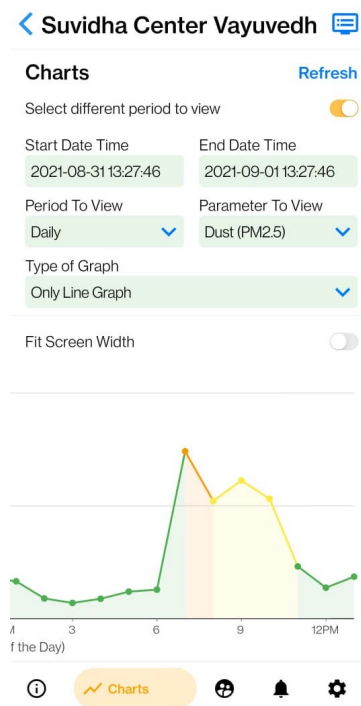 Suvidha Center Vayuvedh
Charts
Refresh
Select different period to view
Start Date Time
End Date Time
2021-08-31 13:27:46
2021-09-01 13:27:46
Period To View
Parameter To View
Daily
Dust (PM2.5)
Type of Graph
Only Line Graph
Fit Screen Width
3 6 9 12PM
f the Day)
Charts